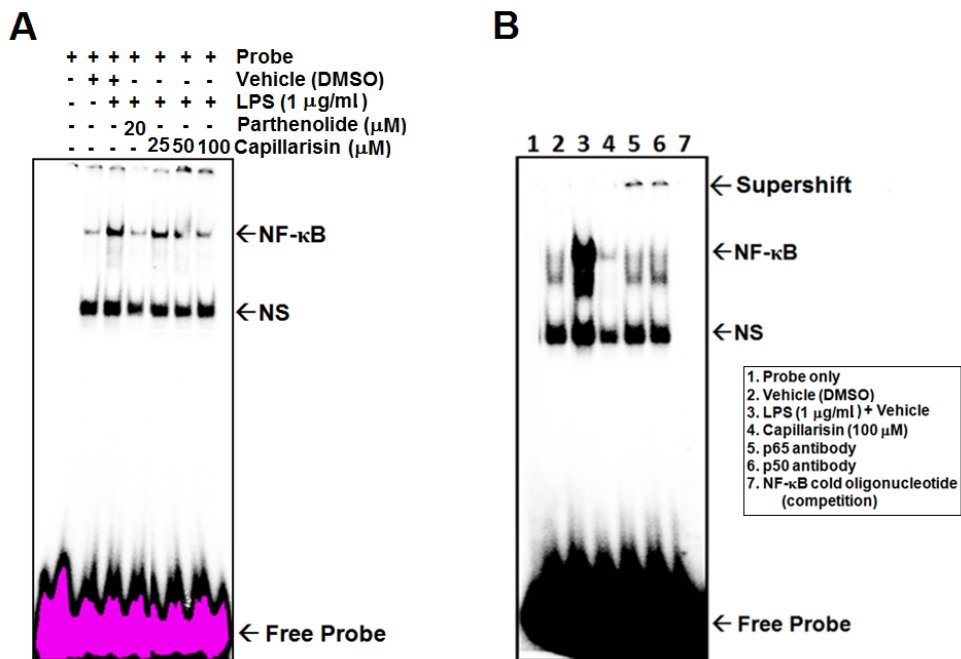 A
+ + + + + + + Probe
- + + - - - - Vehicle (DMSO)
- - + + + + + LPS (1 μg/ml)
- - - 20 - - - Parthenolide (μM)
- - - - 25 50 100 Capillarisin (μM)
←NF-κB
←NS
← Free Probe
B
1 2 3 4 5 6 7
← Supershift
←NF-κB
←NS
← Free Probe
1. Probe only
2. Vehicle (DMSO)
3. LPS (1 μg/ml) + Vehicle
4. Capillarisin (100 μM)
5. p65 antibody
6. p50 antibody
7. NF-κB cold oligonucleotide
(competition)